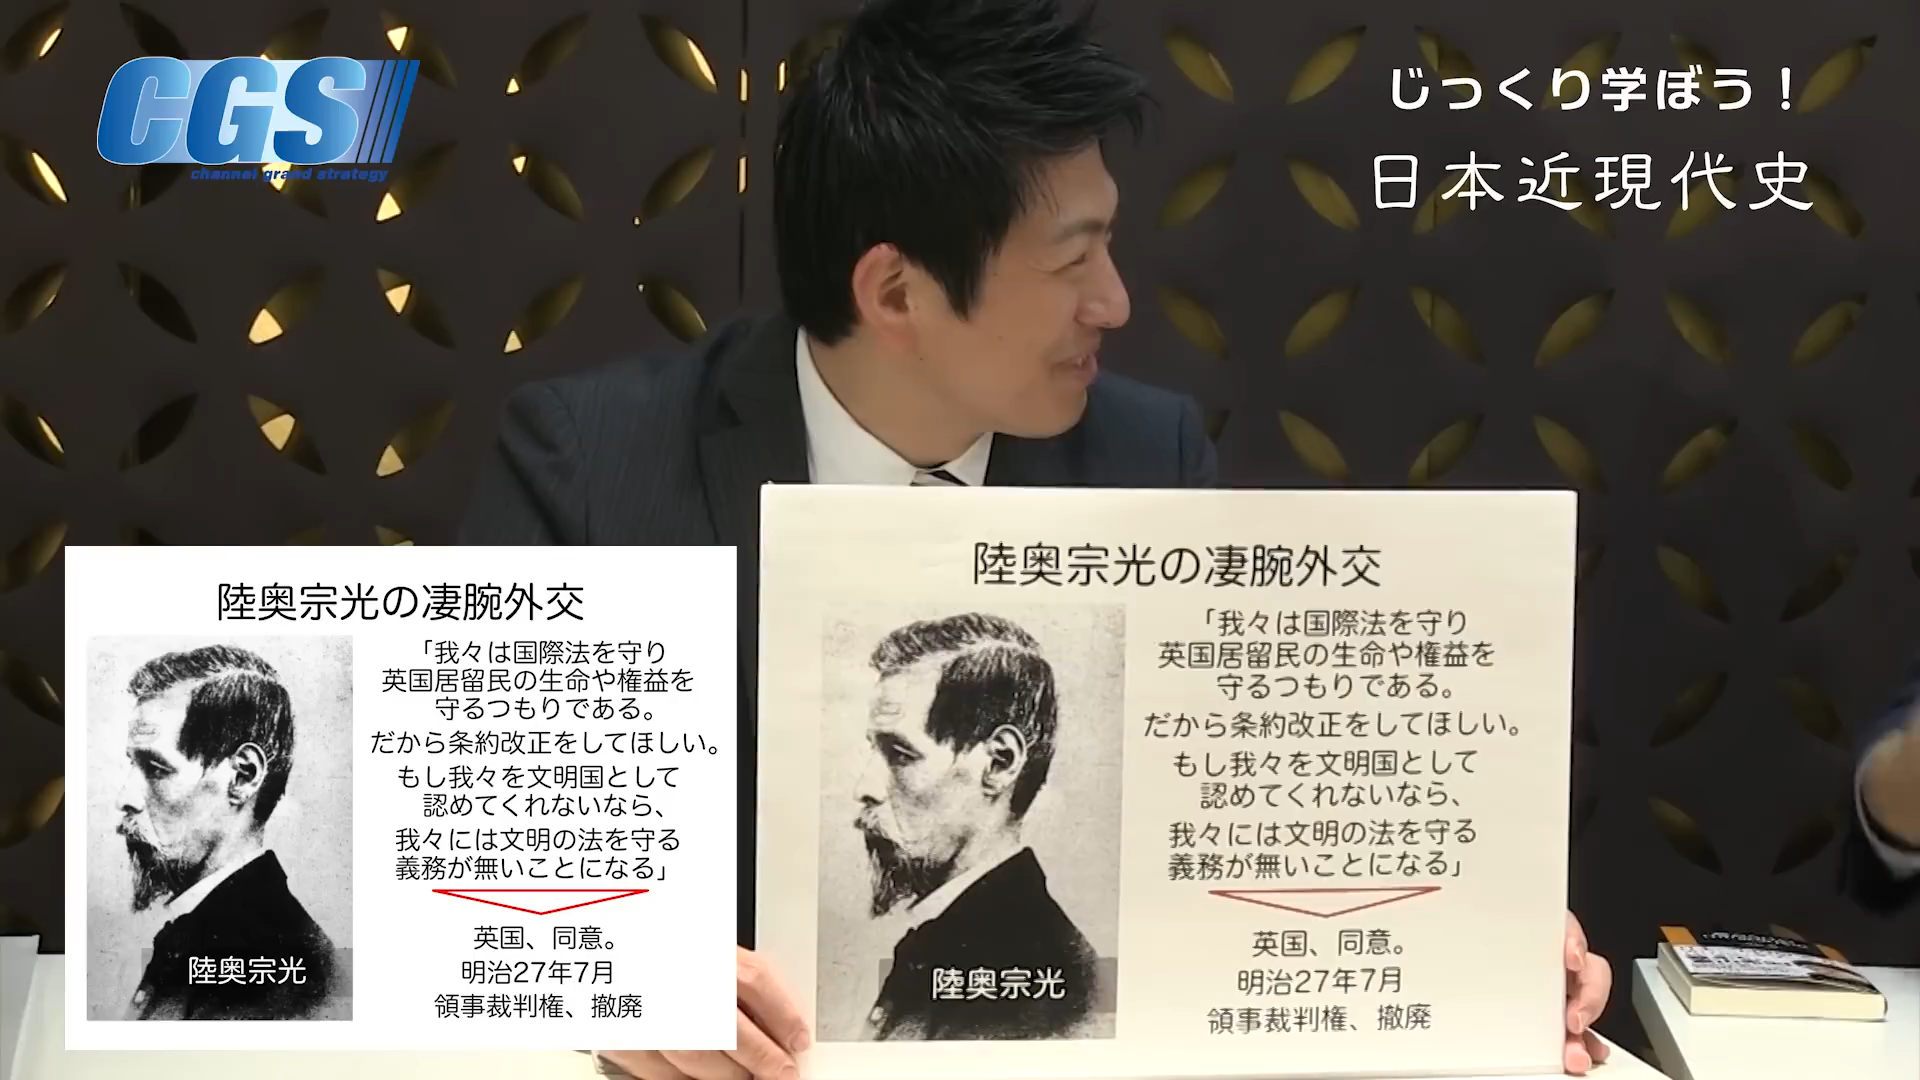 CGS
channel grand strategy
じっくり学ぼう！
日本近現代史
陸奥宗光の凄腕外交
「我々は国際法を守り
英国居留民の生命や権益を
守るつもりである。
だから条約改正をしてほしい。
もし我々を文明国として
認めてくれないなら、
我々には文明の法を守る
義務が無いことになる」
英国、同意。
明治27年7月
領事裁判権、撤廃
陸奥宗光
陸奥宗光の凄腕外交
「我々は国際法を守り
英国居留民の生命や権益を
守るつもりである。
だから条約改正をしてほしい。
もし我々を文明国として
認めてくれないなら、
我々には文明の法を守る
義務が無いことになる」
英国、同意。
明治27年7月
領事裁判権、撤廃
陸奥宗光